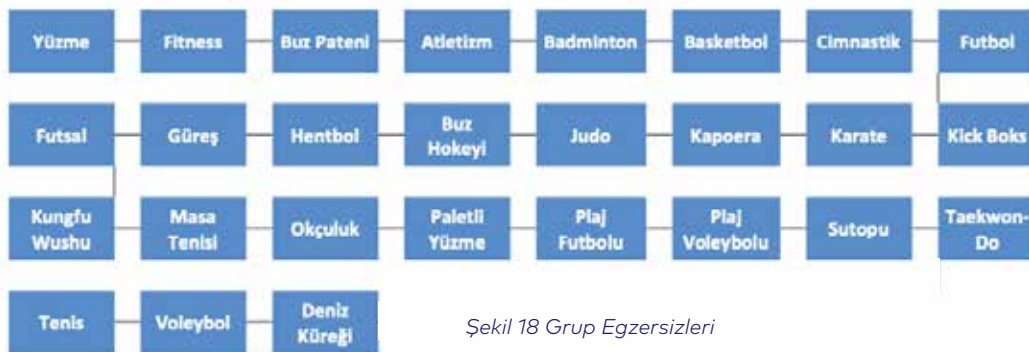 Yüzme Fitness Buz Pateni Atletizm Badminton Basketbol Cimnastik Futbol
Futsal Güreş Hentbol Buz Hokeyi Judo Kapoera Karate Kick Boks
Kungfu Wushu Masa Tenisi Okçuluk Paletli Yüzme Plaj Futbolu Plaj Voleybolu Sutopu Taekwon-Do
Tenis Voleybol Deniz Küreği
Şekil 18 Grup Egzersizleri